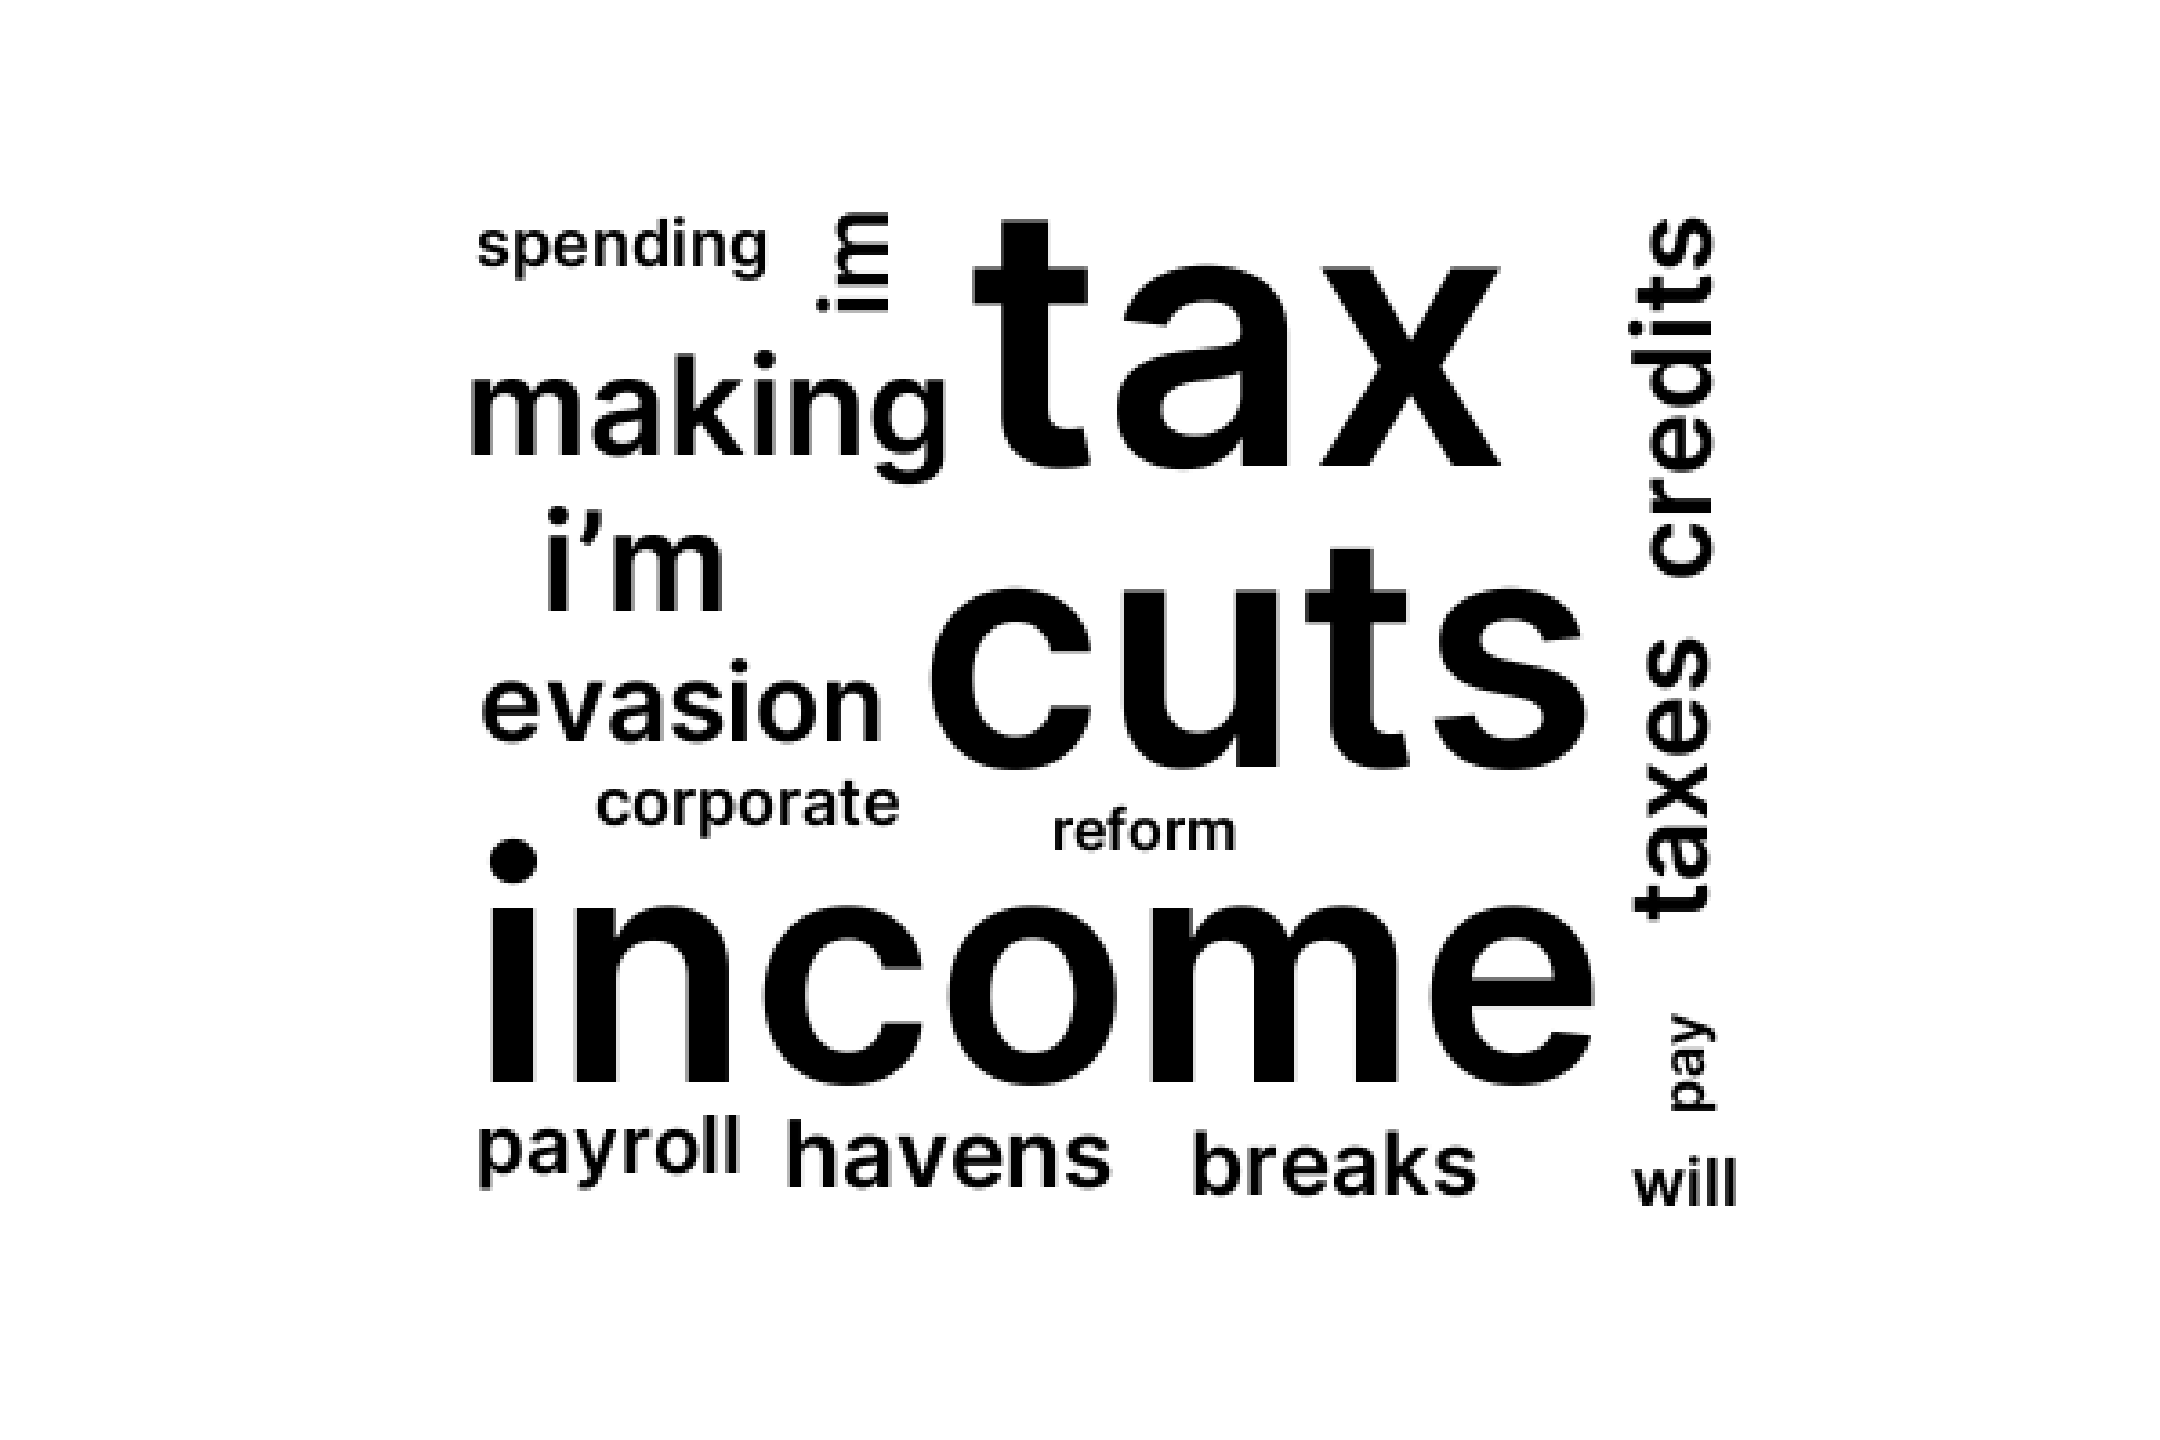 spending
im
tax
making
i’m
cuts
evasion
corporate
reform
income
payroll
havens
breaks
credits
taxes
pay
will